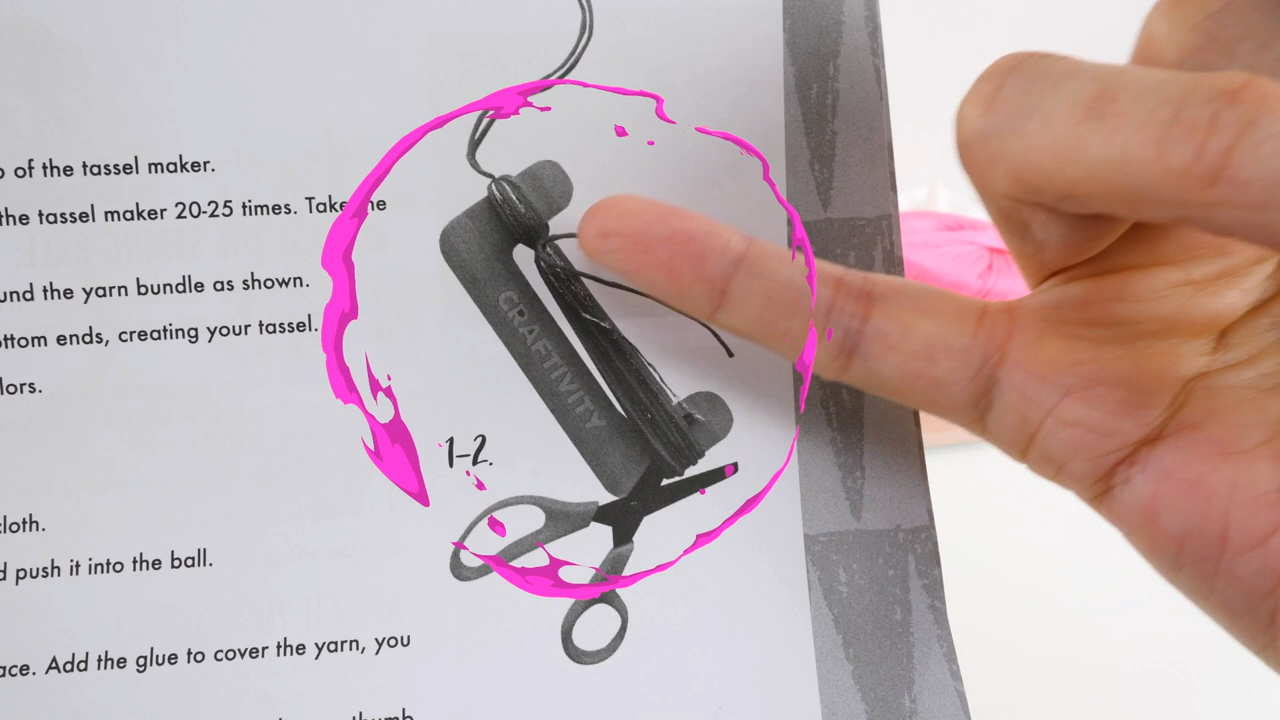 of the tassel maker.
the tassel maker 20-25 times. Take the
und the yarn bundle as shown.
ottom ends, creating your tassel.
lors.
CRAFTIVITY
1-2.
cloth.
d push it into the ball.
ace. Add the glue to cover the yarn, you
thumb